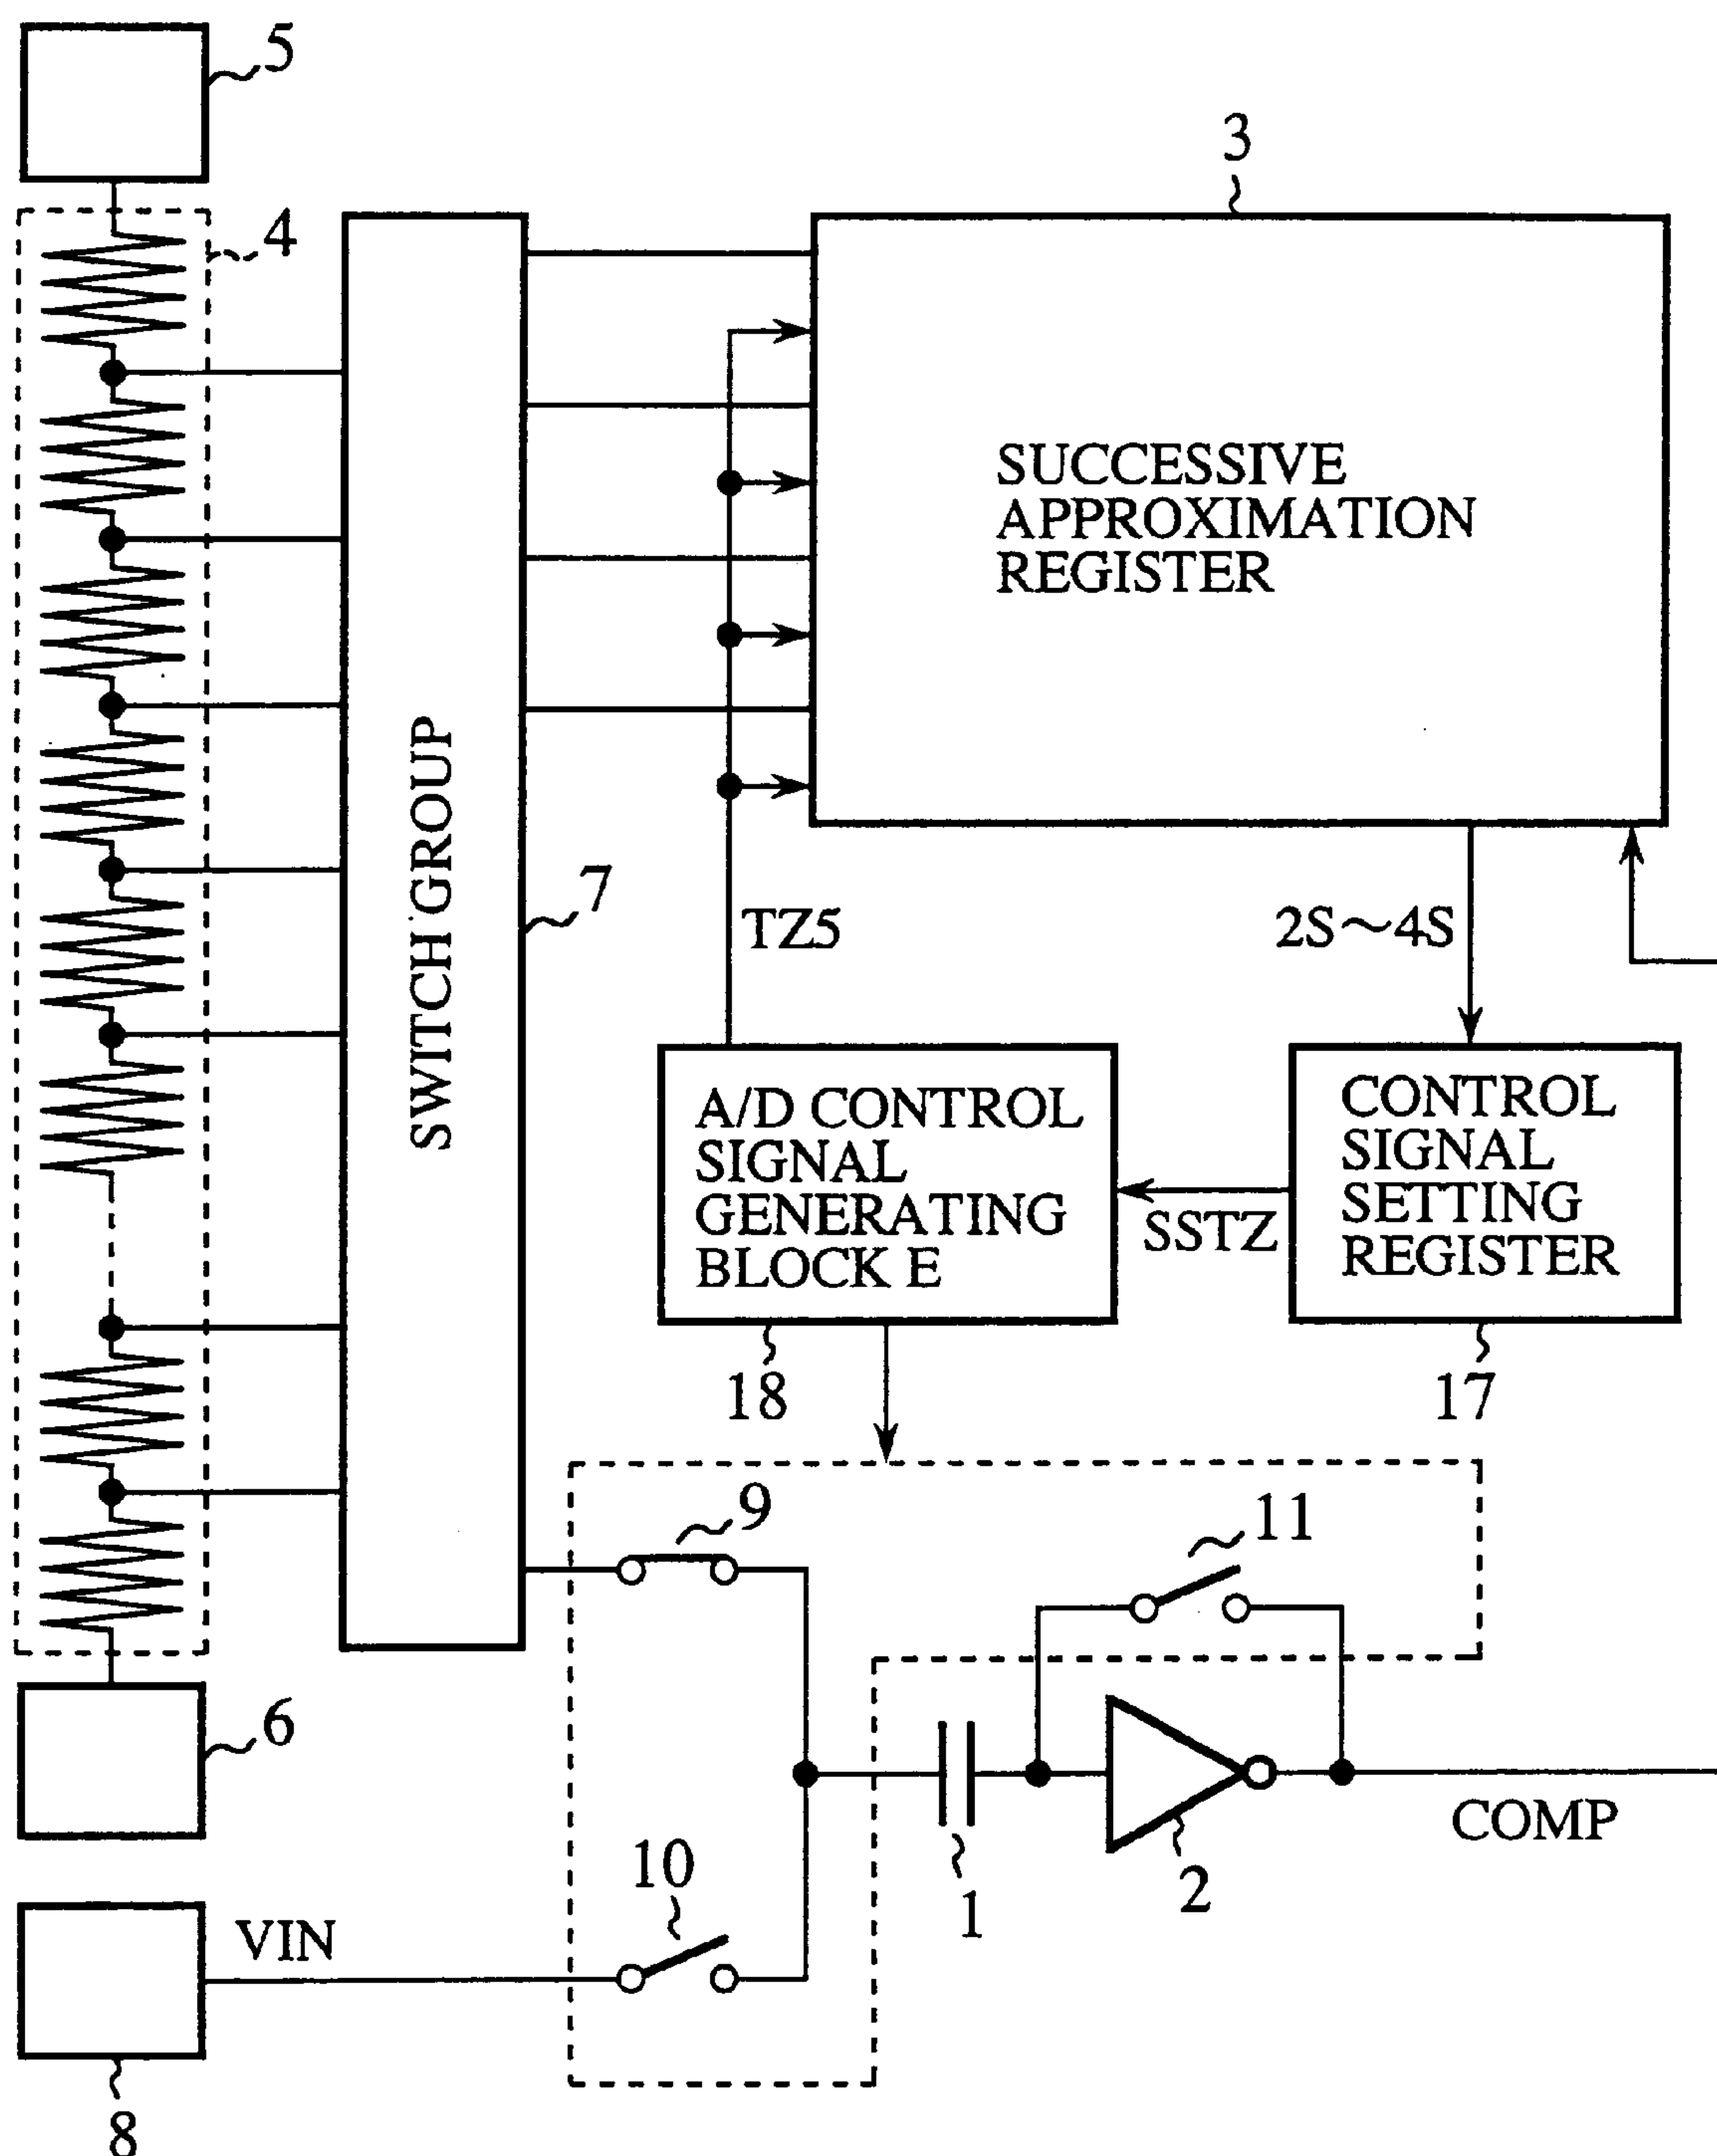 5
3
4
SUCCESSIVE
APPROXIMATION
REGISTER
SWITCH GROUP
7
TZ5
2S～4S
A/D CONTROL
SIGNAL
GENERATING
BLOCK E
SSTZ
CONTROL
SIGNAL
SETTING
REGISTER
18
17
9
11
6
10
1
2
COMP
VIN
8